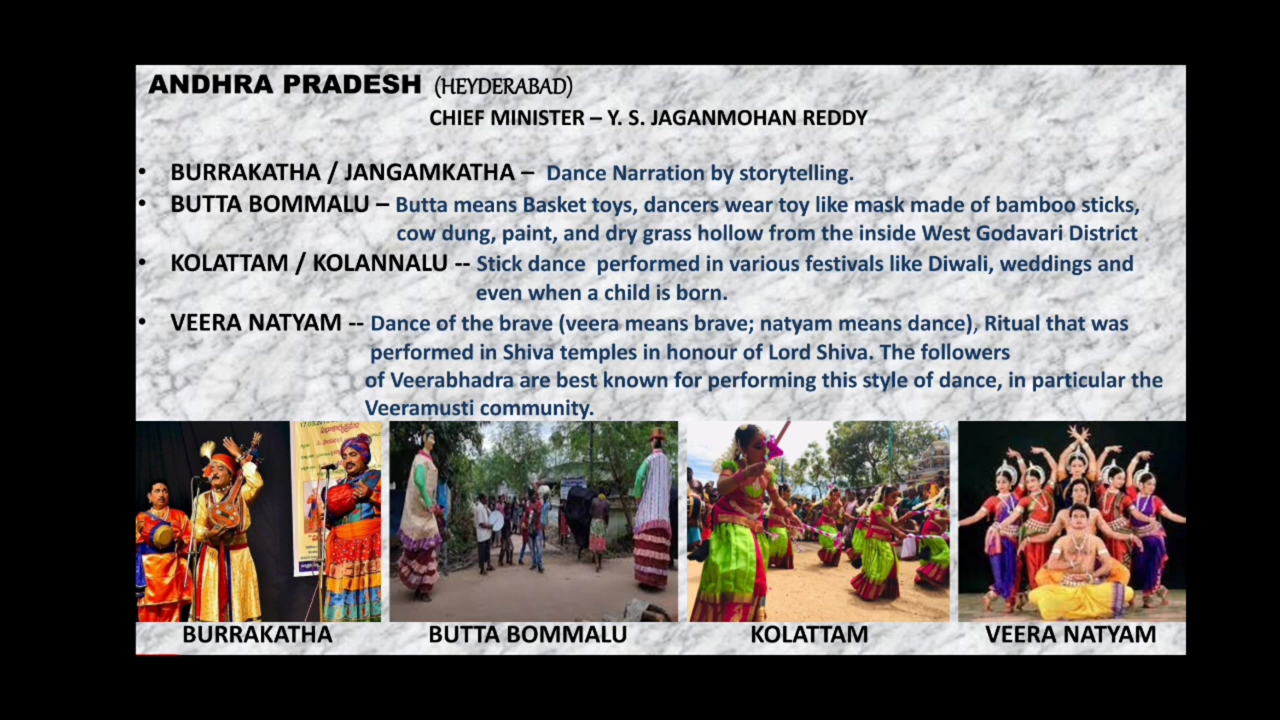 ANDHRA PRADESH (HEYDERABAD)
CHIEF MINISTER – Y. S. JAGANMOHAN REDDY
• BURRAKATHA / JANGAMKATHA – Dance Narration by storytelling.
• BUTTA BOMMALU – Butta means Basket toys, dancers wear toy like mask made of bamboo sticks,
cow dung, paint, and dry grass hollow from the inside West Godavari District
• KOLATTAM / KOLANNALU -- Stick dance performed in various festivals like Diwali, weddings and
even when a child is born.
• VEERA NATYAM -- Dance of the brave (veera means brave; natyam means dance), Ritual that was
performed in Shiva temples in honour of Lord Shiva. The followers
of Veerabhadra are best known for performing this style of dance, in particular the
Veeramusti community.
BURRAKATHA BUTTA BOMMALU KOLATTAM VEERA NATYAM